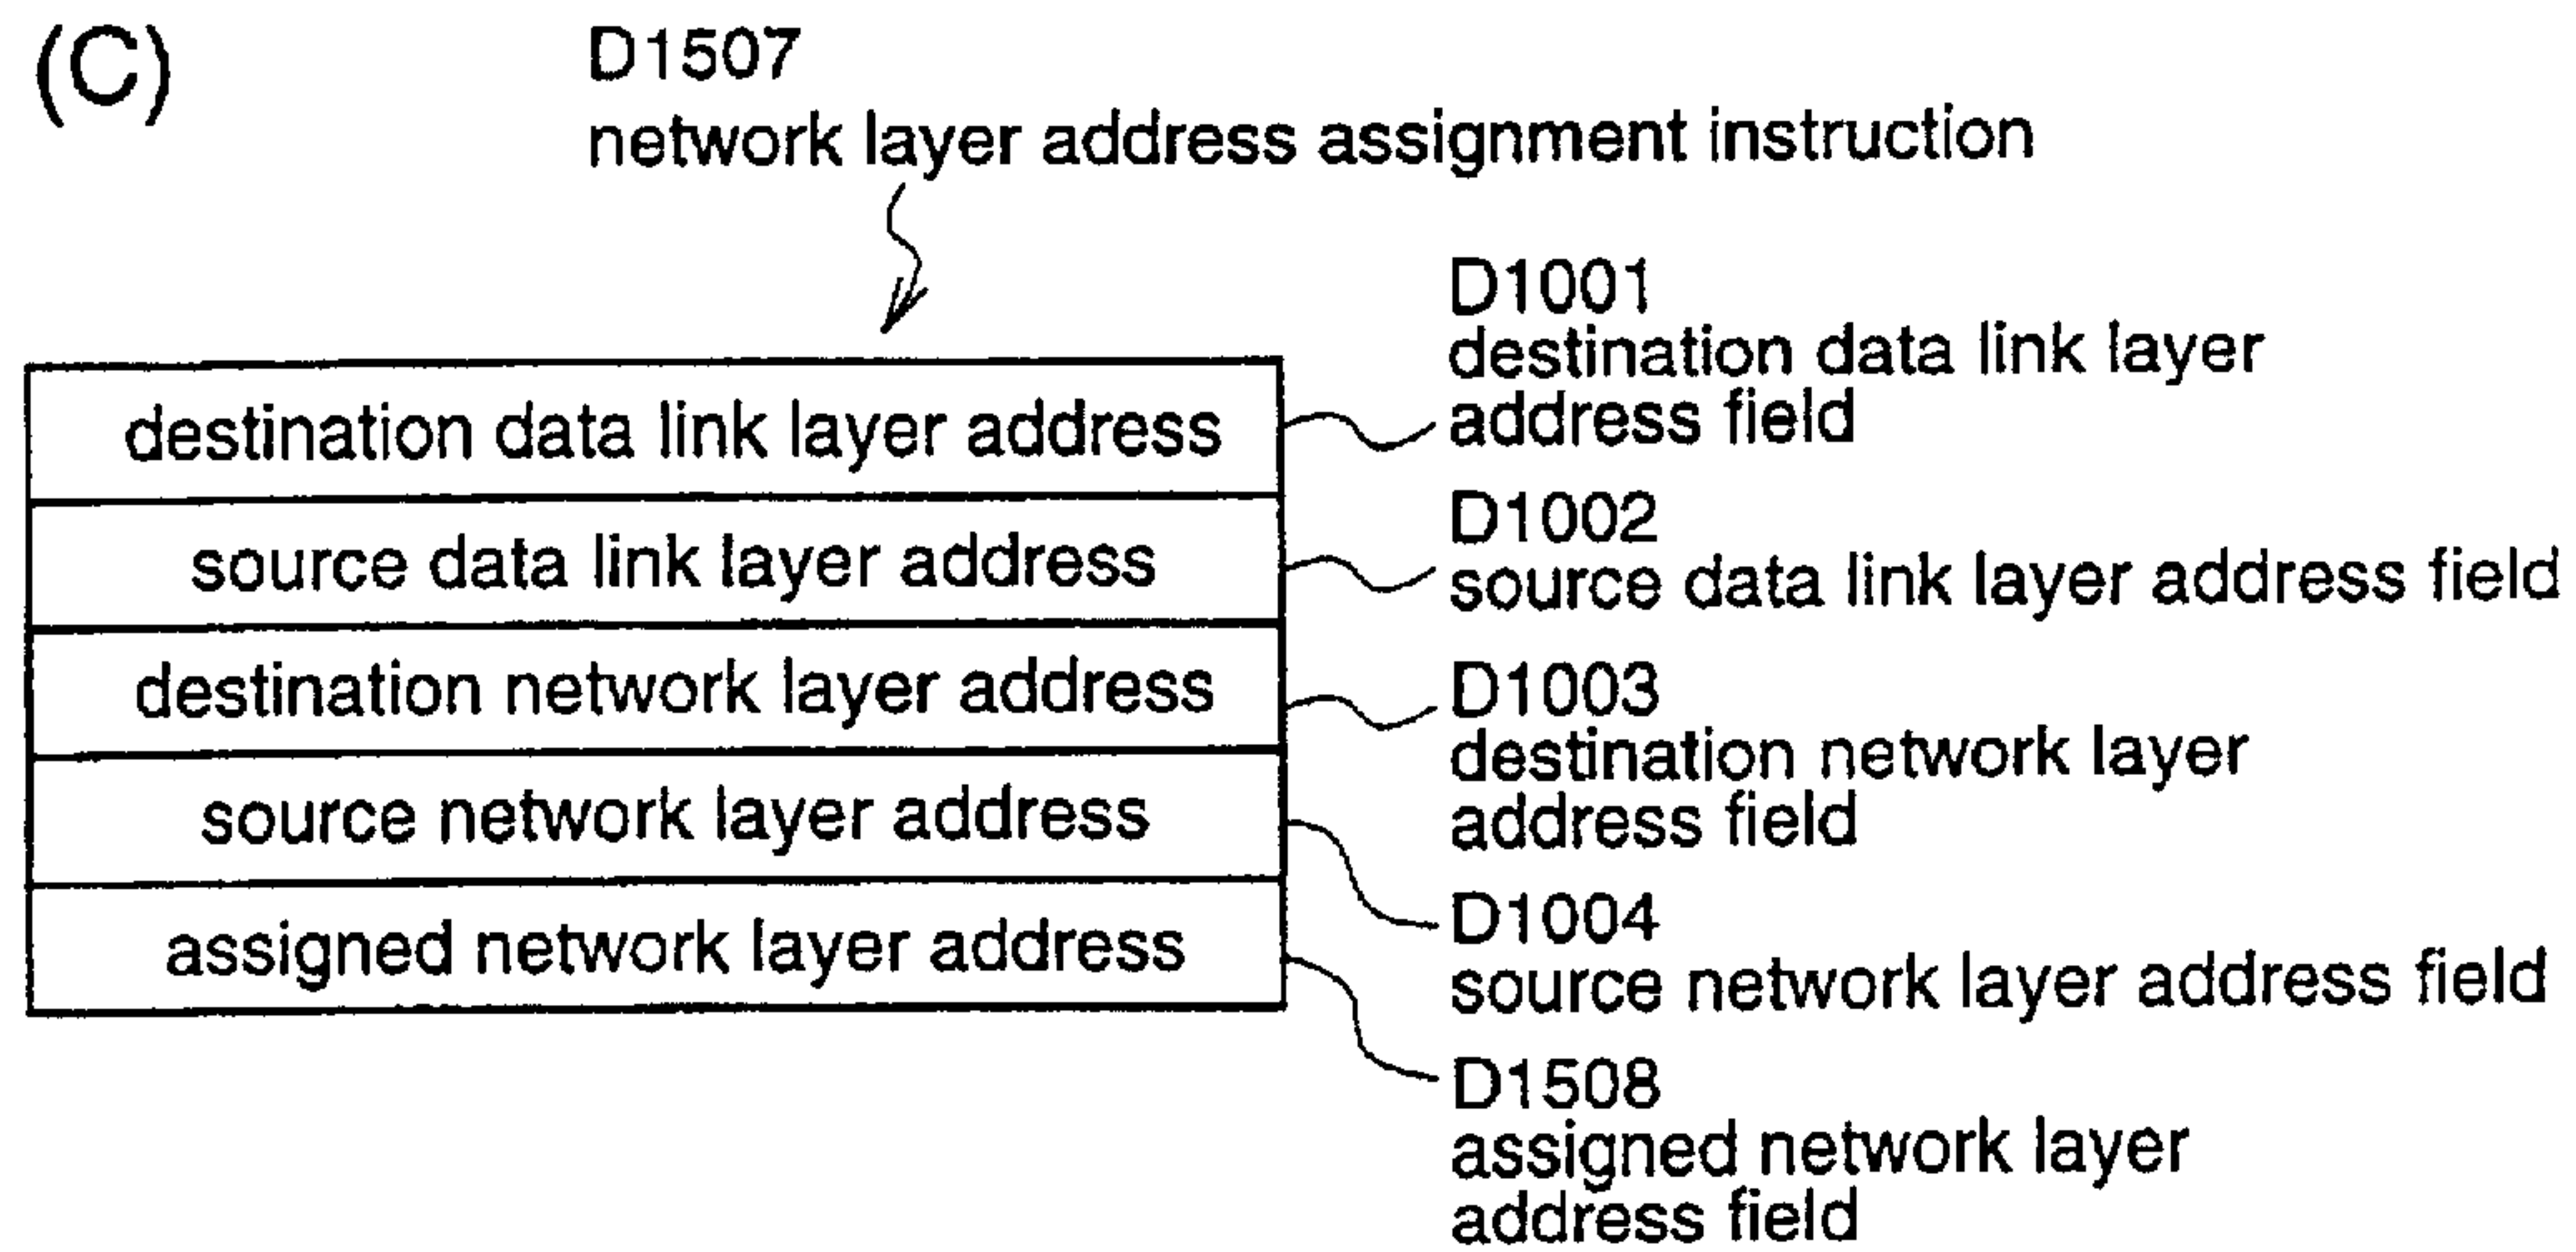 (C)
D1507
network layer address assignment instruction
destination data link layer address
source data link layer address
destination network layer address
source network layer address
assigned network layer address
D1001
destination data link layer
address field
D1002
source data link layer address field
D1003
destination network layer
address field
D1004
source network layer address field
D1508
assigned network layer
address field